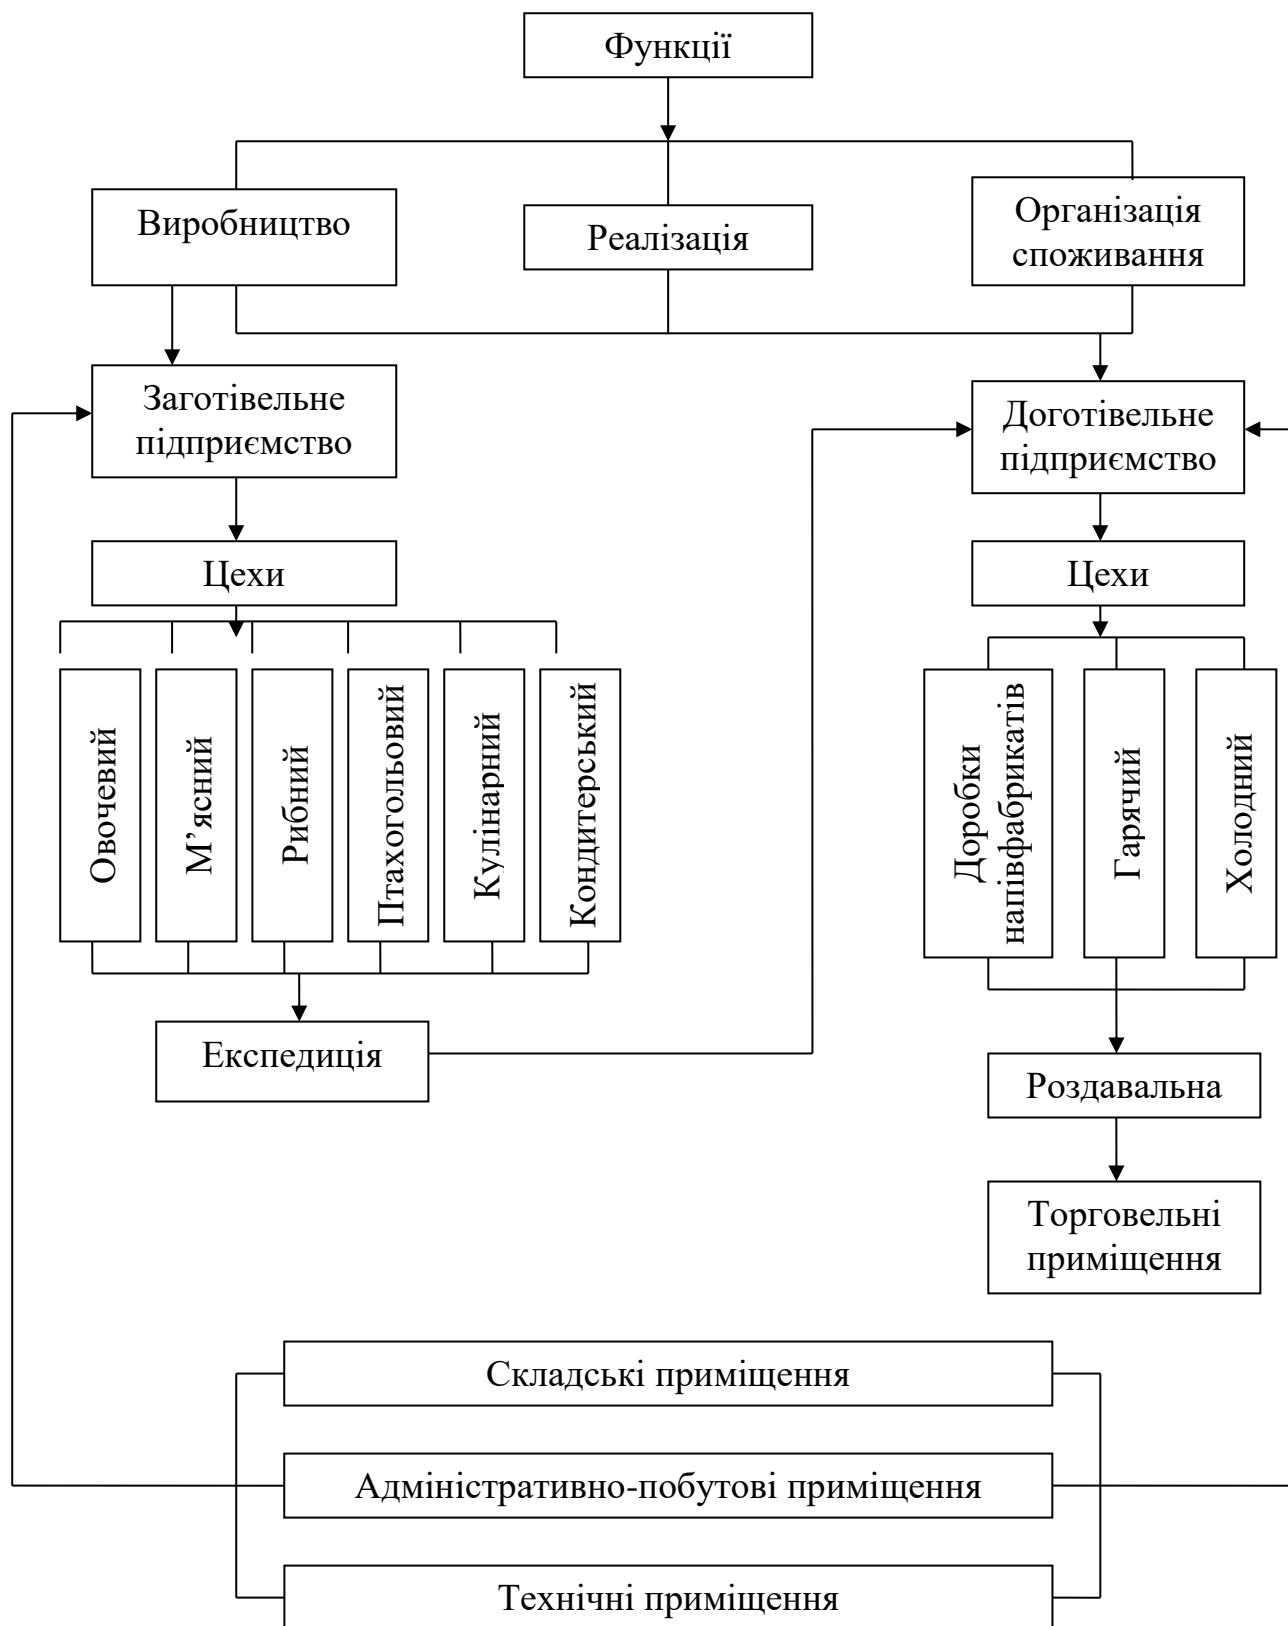 Функції
Виробництво
Реалізація
Організація
споживання
Заготівельне
підприємство
Доготівельне
підприємство
Цехи
Цехи
Овочевий
М’ясний
Рибний
Птахогольовий
Кулінарний
Кондитерський
Доробки
напівфабрикатів
Гарячий
Холодний
Експедиція
Роздавальна
Торговельні
приміщення
Складські приміщення
Адміністративно-побутові приміщення
Технічні приміщення